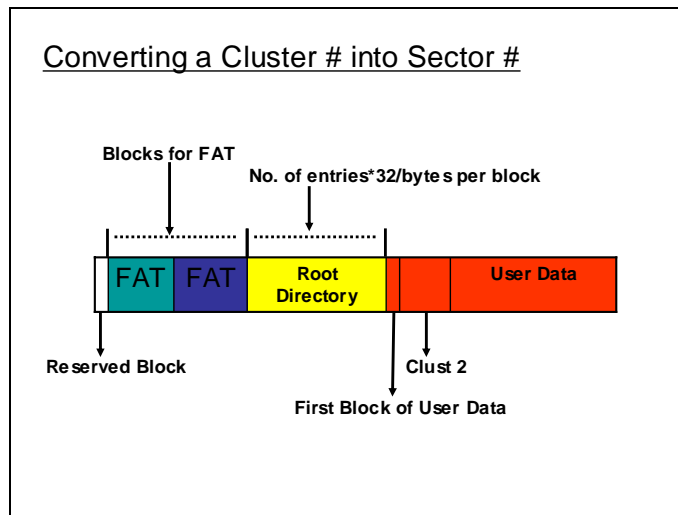 Converting a Cluster # into Sector #
Blocks for FAT
No. of entries*32/bytes per block
FAT
FAT
Root
Directory
User Data
Reserved Block
Clust 2
First Block of User Data